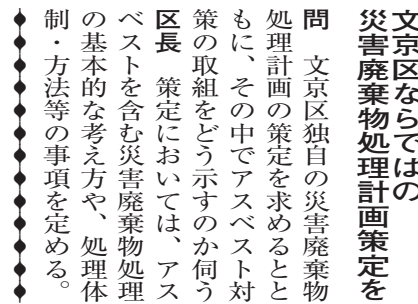 文京区ならではの
災害廃棄物処理計画策定を
問　文京区独自の災害廃棄物
処理計画の策定を求めるとと
もに、その中でアスベスト対
策の取組をどう示すのか伺う
区長　策定においては、アス
ベストを含む災害廃棄物処理
の基本的な考え方や、処理体
制・方法等の事項を定める。